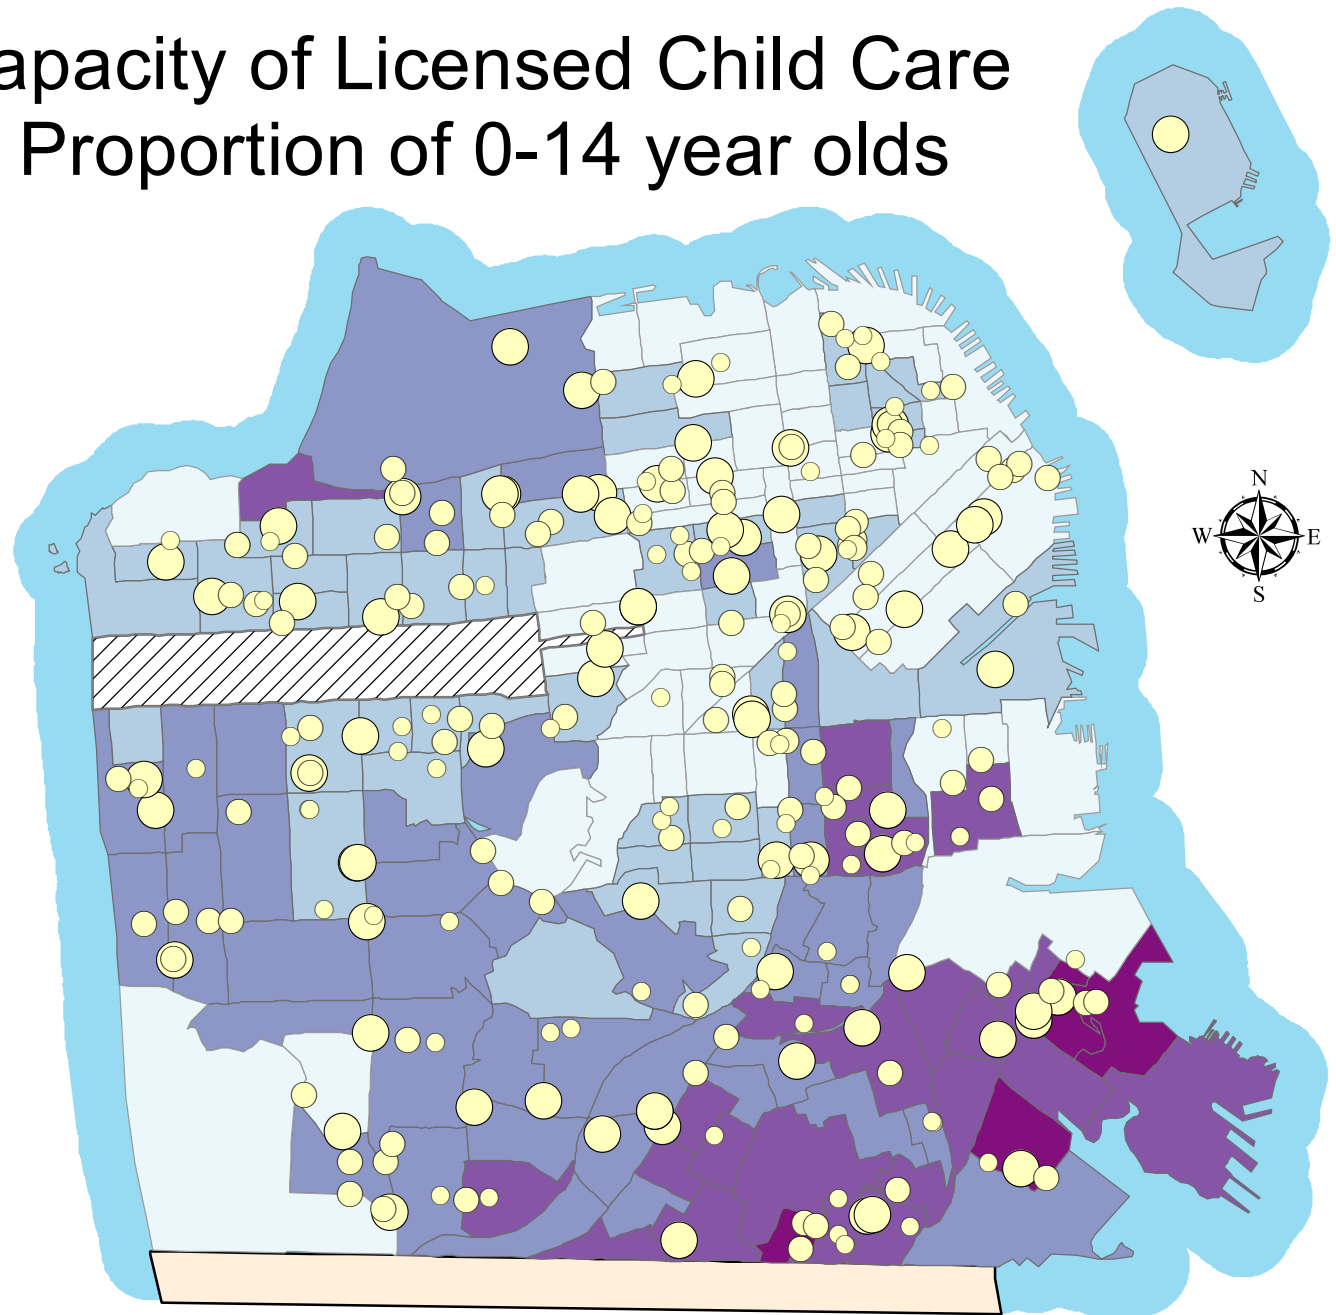 apacity of Licensed Child Care
Proportion of 0-14 year olds
N
W E
S